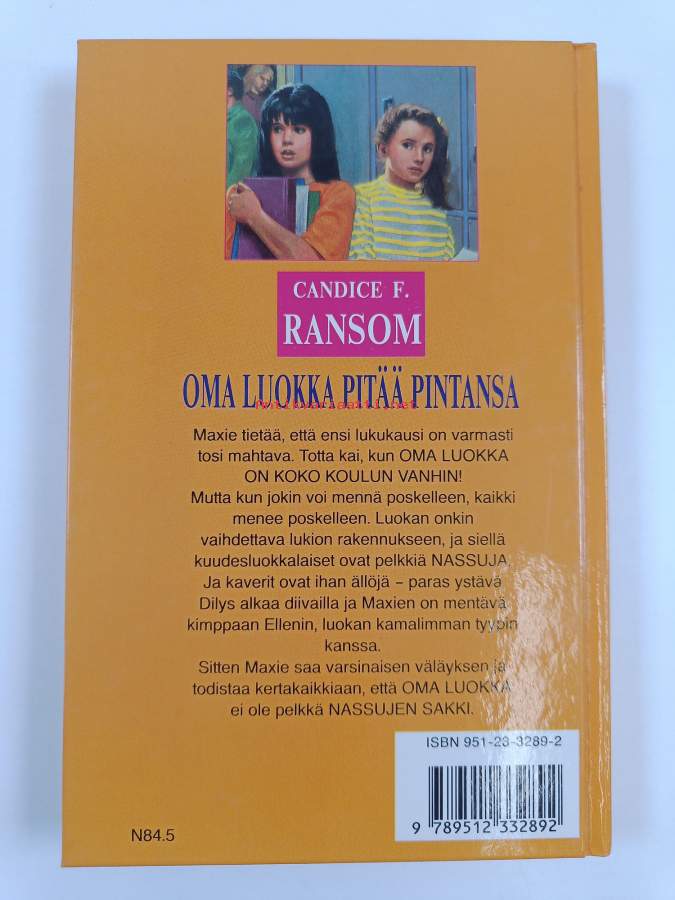 CANDICE F.
RANSOM
OMA LUOKKA PITÄÄ PINTANSA
Antikvariaatti.net
Maxie tietää, että ensi lukukausi on varmasti
tosi mahtava. Totta kai, kun OMA LUOKKA
ON KOKO KOULUN VANHIN!
Mutta kun jokin voi mennä poskelleen, kaikki
menee poskelleen. Luokan onkin
vaihdettava lukion rakennukseen, ja siellä
kuudesluokkalaiset ovat pelkkiä NASSUJA.
Ja kaverit ovat ihan ällöjä – paras ystävä
Dilys alkaa diivailla ja Maxien on mentävä
kimppaan Ellenin, luokan kamalimman tyypin
kanssa.
Sitten Maxie saa varsinaisen väläyksen ja
todistaa kertakaikkiaan, että OMA LUOKKA
ei ole pelkkä NASSUJEN SAKKI.
ISBN 951-23-3289-2
9 789512 332892
N84.5